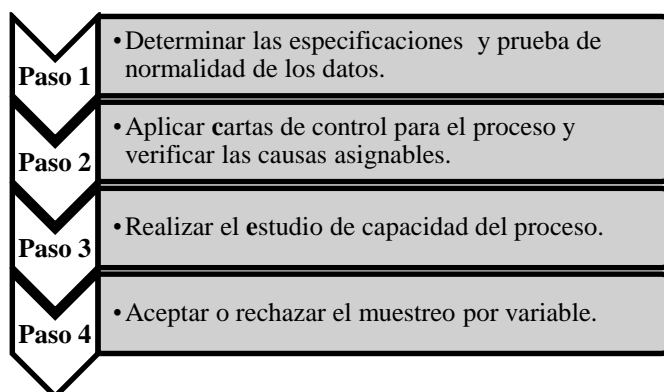 Paso 1
•Determinar las especificaciones y prueba de
normalidad de los datos.
Paso 2
•Aplicar cartas de control para el proceso y
verificar las causas asignables.
Paso 3
•Realizar el estudio de capacidad del proceso.
Paso 4
•Aceptar o rechazar el muestreo por variable.